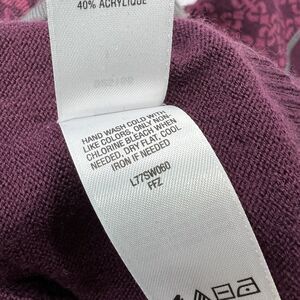 40% ACRYLIQUE
HAND WASH COLD WITH
LIKE COLORS. ONLY NON-
CHLORINE BLEACH WHEN
NEEDED, DRY FLAT, COOL
IRON IF NEEDED
L77SW060
FFZ